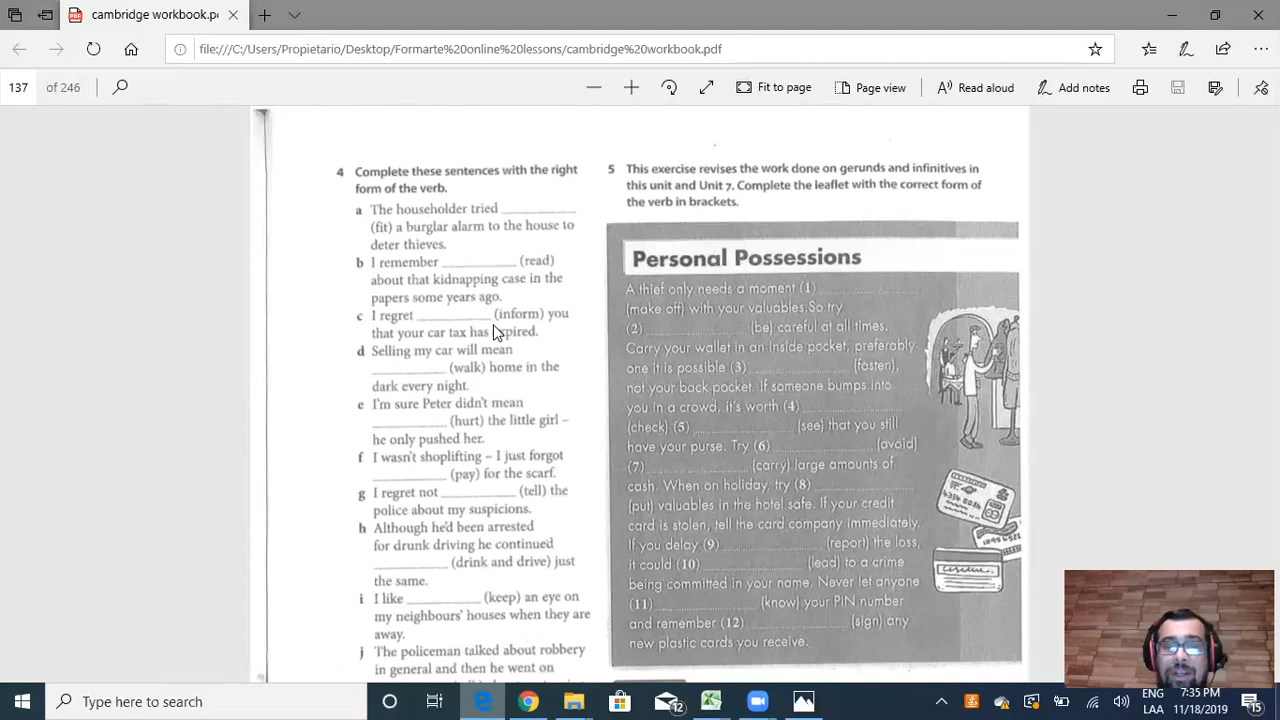 cambridge workbook.pd
file:///C:/Users/Propietario/Desktop/Formarte%20online%20lessons/cambridge%20workbook.pdf
137 of 246 Fit to page Page view Read aloud Add notes
4 Complete these sentences with the right
form of the verb.
a The householder tried ____________
(fit) a burglar alarm to the house to
deter thieves.
b I remember ____________ (read)
about that kidnapping case in the
papers some years ago.
c I regret ____________ (inform) you
that your car tax has expired.
d Selling my car will mean
____________ (walk) home in the
dark every night.
e I'm sure Peter didn't mean
____________ (hurt) the little girl –
he only pushed her.
f I wasn't shoplifting – I just forgot
____________ (pay) for the scarf.
g I regret not ____________ (tell) the
police about my suspicions.
h Although he'd been arrested
for drunk driving he continued
____________ (drink and drive) just
the same.
i I like ____________ (keep) an eye on
my neighbours' houses when they are
away.
j The policeman talked about robbery
in general and then he went on
5 This exercise revises the work done on gerunds and infinitives in
this unit and Unit 7. Complete the leaflet with the correct form of
the verb in brackets.
Personal Possessions
A thief only needs a moment (1) ....................
(make off) with your valuables.So try
(2) .................... (be) careful at all times.
Carry your wallet in an inside pocket, preferably
one it is possible (3) .................... (fasten),
not your back pocket. If someone bumps into
you in a crowd, it's worth (4) ....................
(check) (5) .................... (see) that you still
have your purse. Try (6) .................... (avoid)
(7) .................... (carry) large amounts of
cash. When on holiday, try (8) ....................
(put) valuables in the hotel safe. If your credit
card is stolen, tell the card company immediately.
If you delay (9) .................... (report) the loss,
it could (10) .................... (lead) to a crime
being committed in your name. Never let anyone
(11) .................... (know) your PIN number
and remember (12) .................... (sign) any
new plastic cards you receive.
Type here to search
12
ENG 7:35 PM
LAA 11/18/2019
15